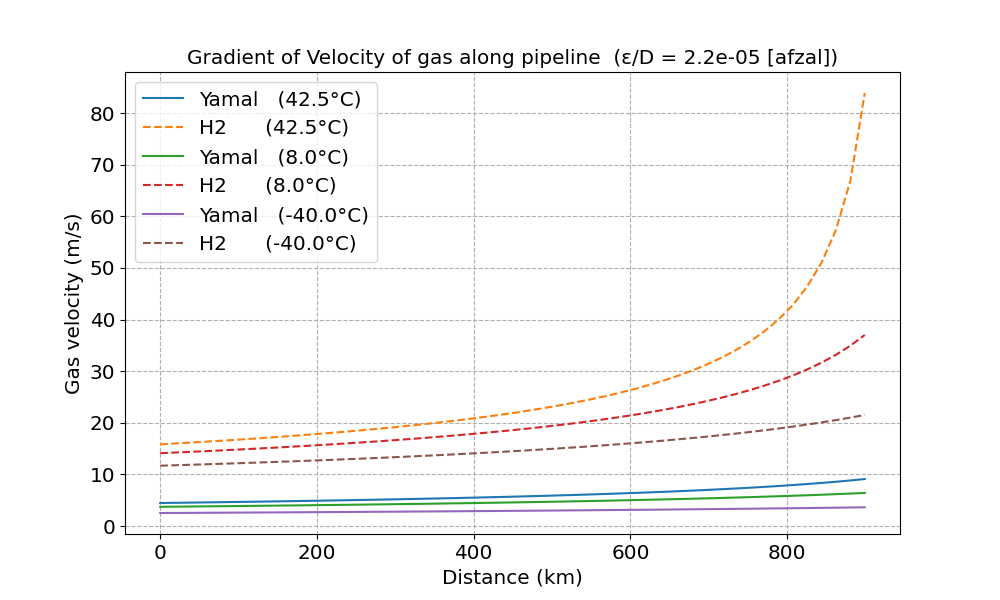 Gradient of Velocity of gas along pipeline  (ε/D = 2.2e-05 [afzal])
Yamal   (42.5°C)
H2      (42.5°C)
Yamal   (8.0°C)
H2      (8.0°C)
Yamal   (-40.0°C)
H2      (-40.0°C)
Gas velocity (m/s)
80
70
60
50
40
30
20
10
0
0 200 400 600 800
Distance (km)